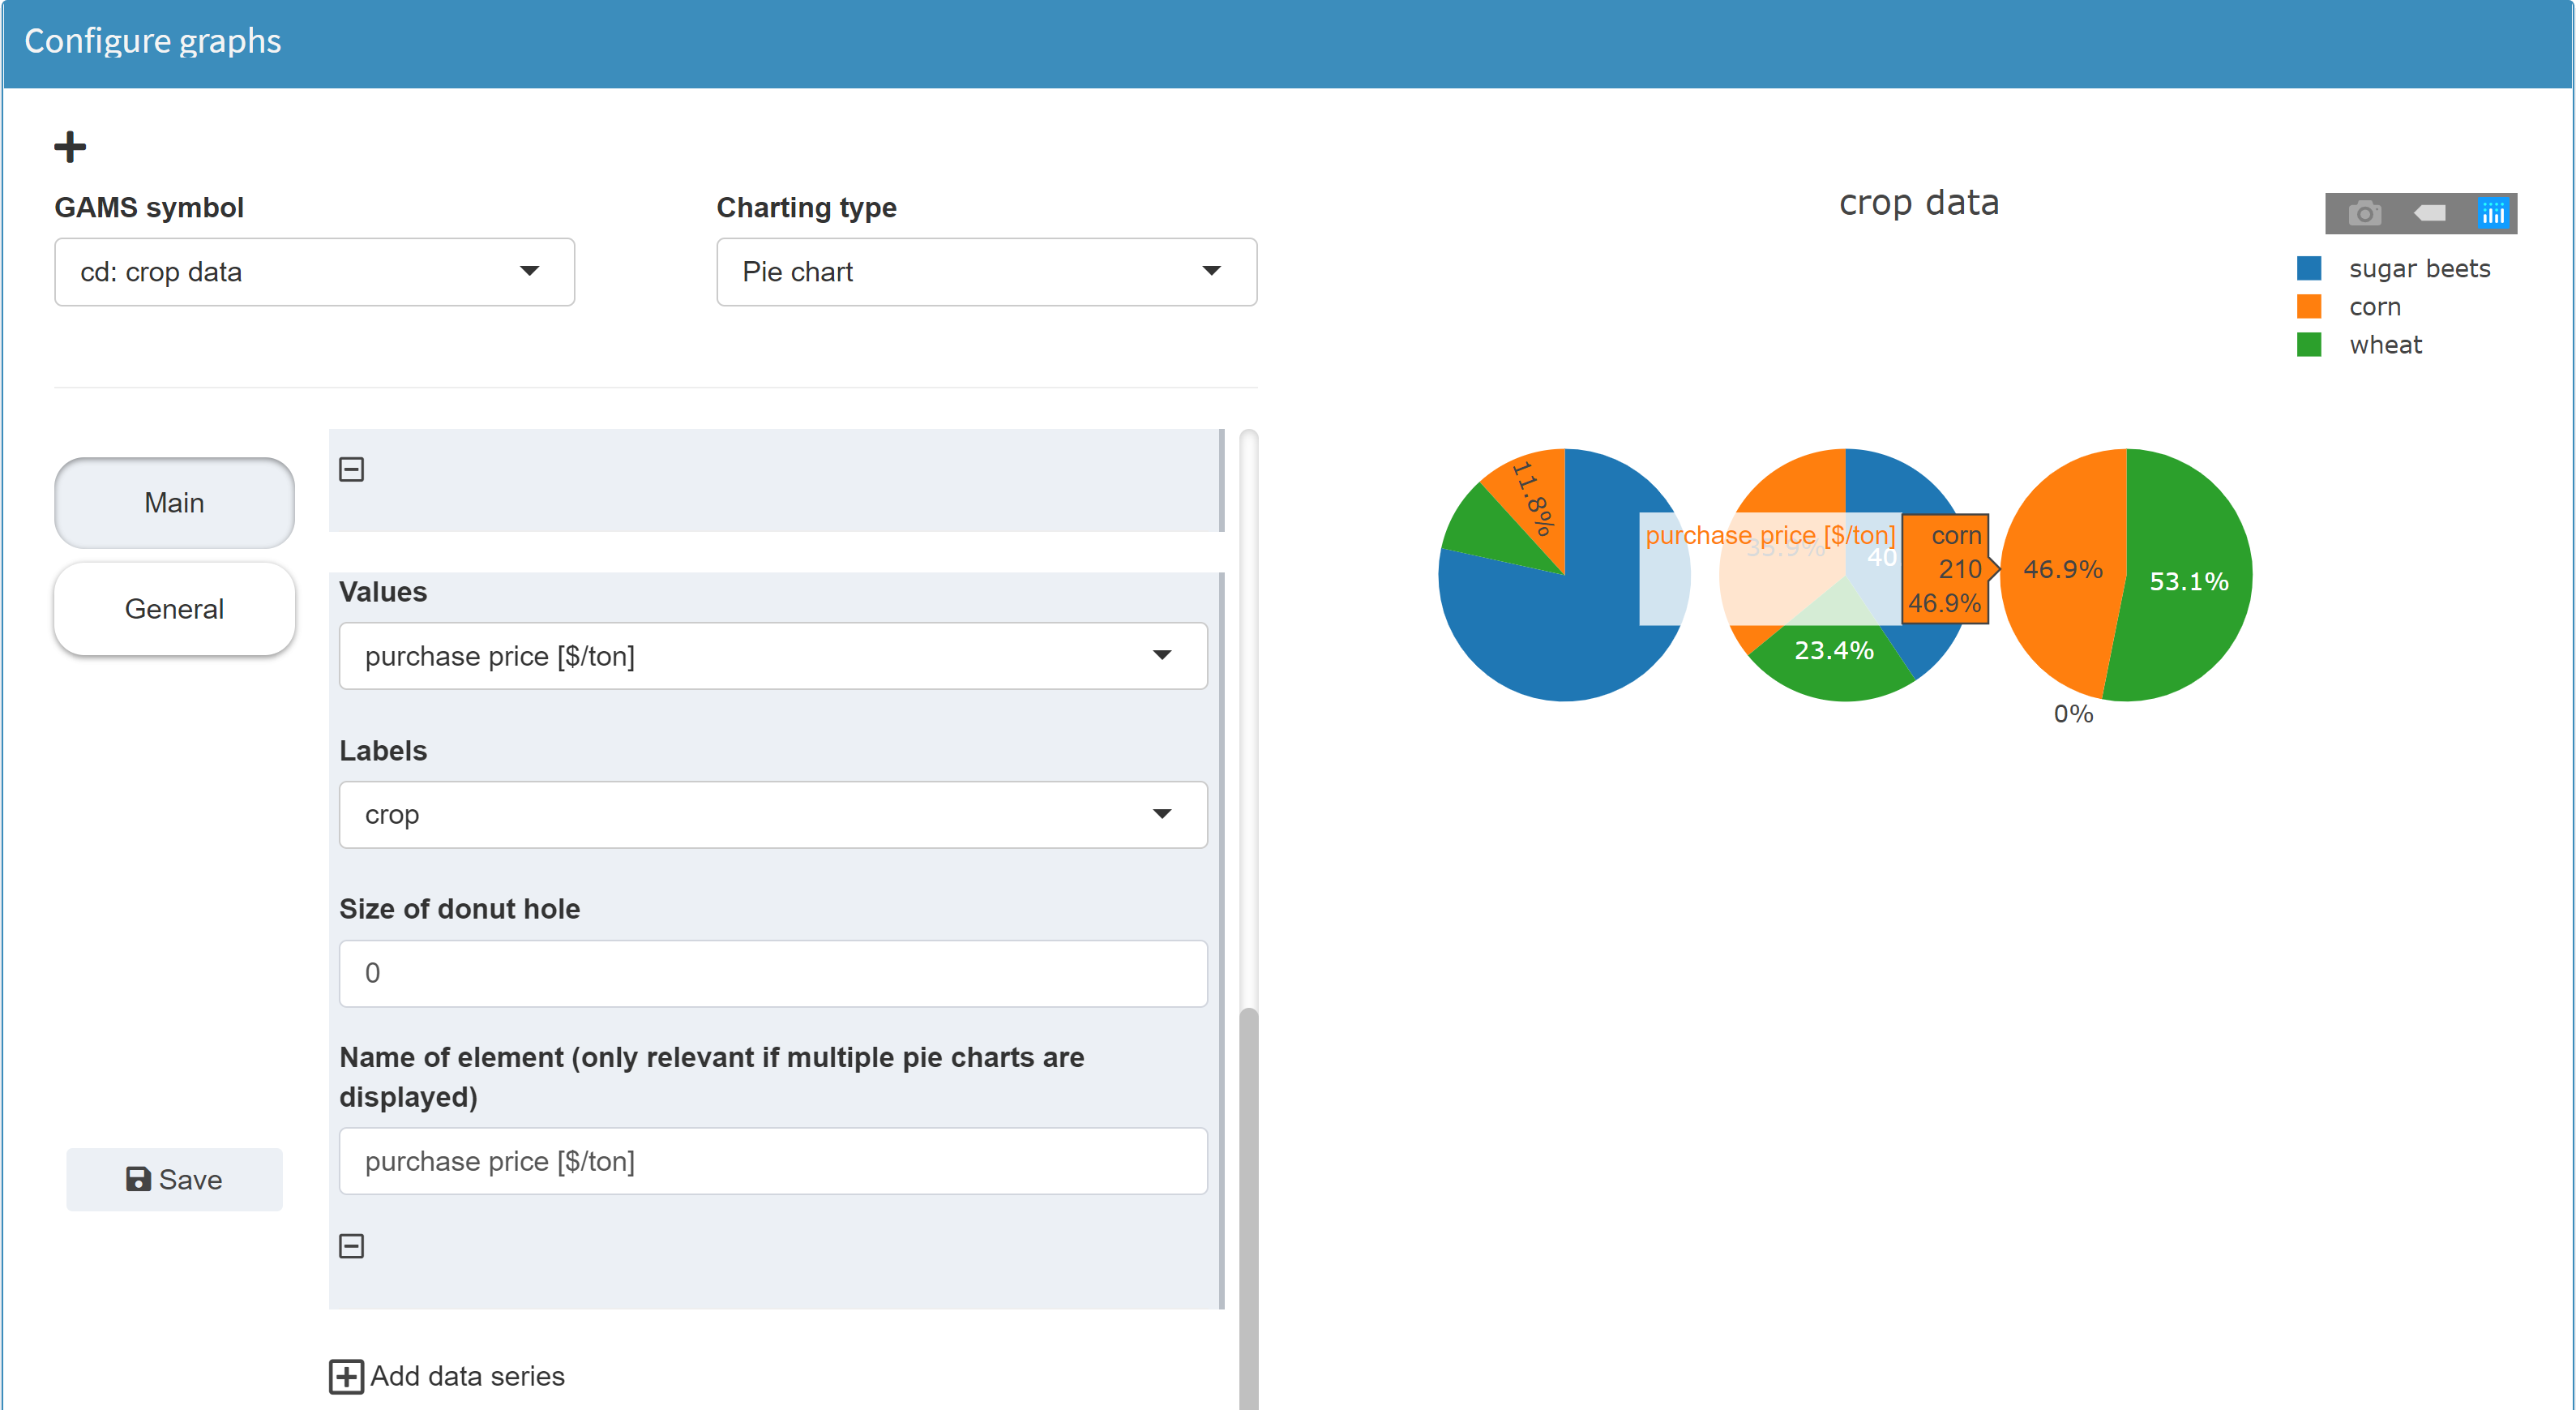 Configure graphs
GAMS symbol
Charting type
cd: crop data
Pie chart
Main
General
Values
purchase price [$/ton]
Labels
crop
Size of donut hole
0
Name of element (only relevant if multiple pie charts are
displayed)
purchase price [$/ton]
Save
Add data series
crop data
sugar beets
corn
wheat
11.8%
purchase price [$/ton]
35.9%
40
23.4%
corn
210
46.9%
46.9%
53.1%
0%